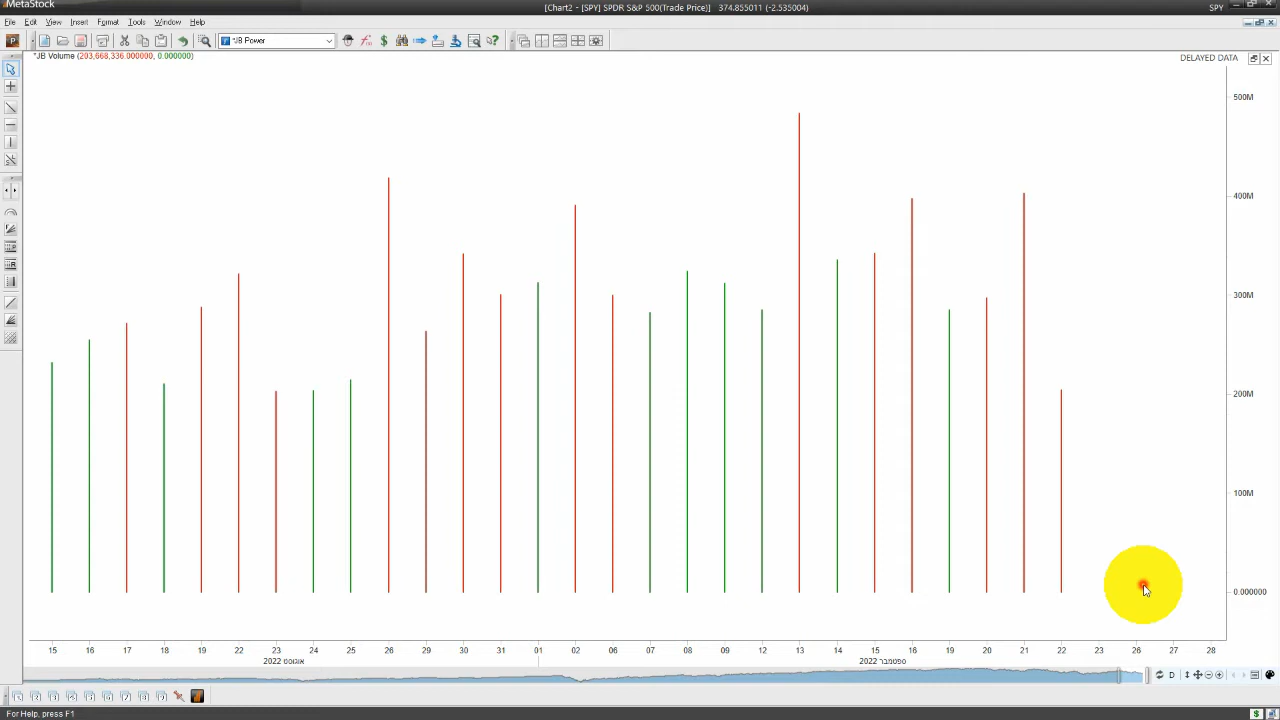 MetaStock
[Chart2 - [SPY] SPDR S&P 500(Trade Price)] 374.855011 (-2.535004)
SPY
File Edit View Insert Format Tools Window Help
*JB Power
*JB Volume (203,668,336.000000, 0.000000)
DELAYED DATA
500M
400M
300M
200M
100M
0.000000
15 16 17 18 19 22 23 24 25 26 29 30 31 01 02 06 07 08 09 12 13 14 15 16 19 20 21 22 23 26 27 28
אוגוסט 2022
ספטמבר 2022
D
For Help, press F1